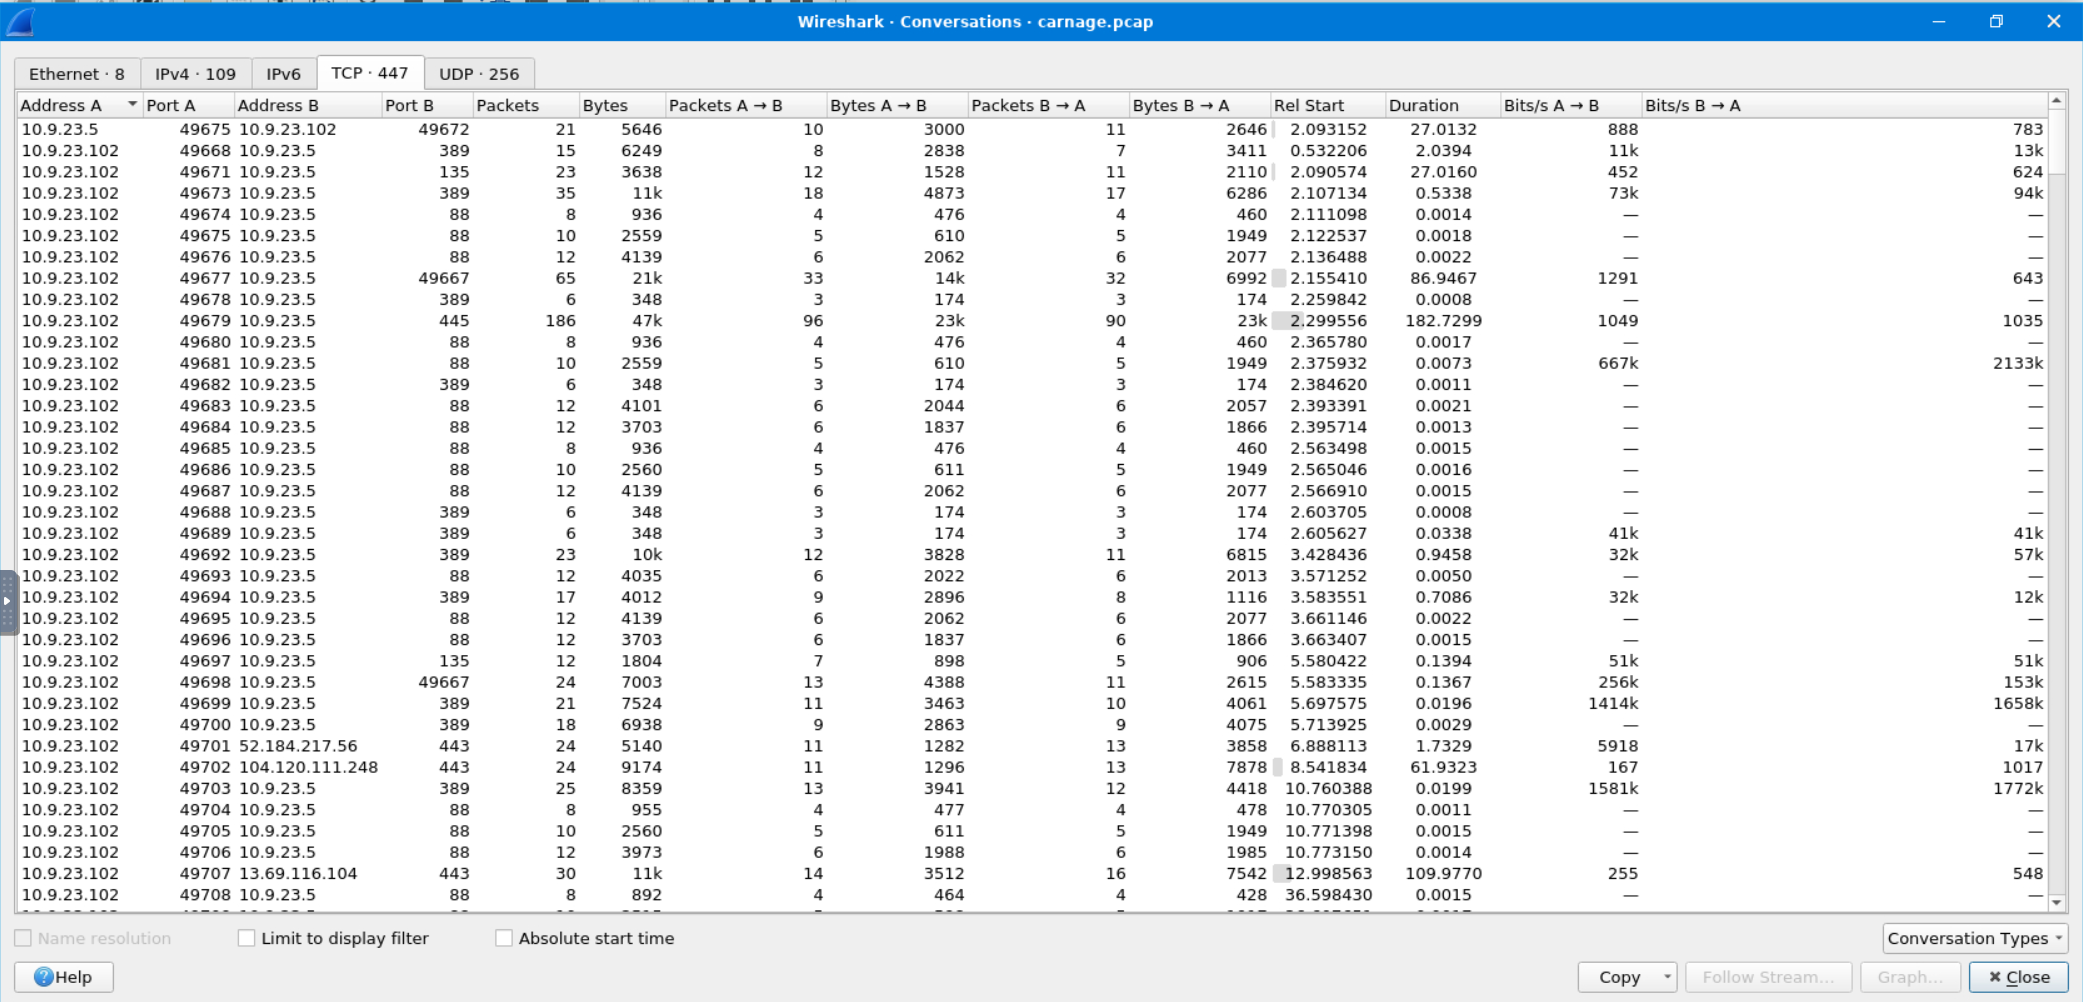 Wireshark · Conversations · carnage.pcap
Ethernet · 8 IPv4 · 109 IPv6 TCP · 447 UDP · 256
Address A Port A Address B Port B Packets Bytes Packets A → B Bytes A → B Packets B → A Bytes B → A Rel Start Duration Bits/s A → B Bits/s B → A
10.9.23.5 49675 10.9.23.102 49672 21 5646 10 3000 11 2646 2.093152 27.0132 888 783
10.9.23.102 49668 10.9.23.5 389 15 6249 8 2838 7 3411 0.532206 2.0394 11k 13k
10.9.23.102 49671 10.9.23.5 135 23 3638 12 1528 11 2110 2.090574 27.0160 452 624
10.9.23.102 49673 10.9.23.5 389 35 11k 18 4873 17 6286 2.107134 0.5338 73k 94k
10.9.23.102 49674 10.9.23.5 88 8 936 4 476 4 460 2.111098 0.0014 — —
10.9.23.102 49675 10.9.23.5 88 10 2559 5 610 5 1949 2.122537 0.0018 — —
10.9.23.102 49676 10.9.23.5 88 12 4139 6 2062 6 2077 2.136488 0.0022 — —
10.9.23.102 49677 10.9.23.5 49667 65 21k 33 14k 32 6992 2.155410 86.9467 1291 643
10.9.23.102 49678 10.9.23.5 389 6 348 3 174 3 174 2.259842 0.0008 — —
10.9.23.102 49679 10.9.23.5 445 186 47k 96 23k 90 23k 2.299556 182.7299 1049 1035
10.9.23.102 49680 10.9.23.5 88 8 936 4 476 4 460 2.365780 0.0017 — —
10.9.23.102 49681 10.9.23.5 88 10 2559 5 610 5 1949 2.375932 0.0073 667k 2133k
10.9.23.102 49682 10.9.23.5 389 6 348 3 174 3 174 2.384620 0.0011 — —
10.9.23.102 49683 10.9.23.5 88 12 4101 6 2044 6 2057 2.393391 0.0021 — —
10.9.23.102 49684 10.9.23.5 88 12 3703 6 1837 6 1866 2.395714 0.0013 — —
10.9.23.102 49685 10.9.23.5 88 8 936 4 476 4 460 2.563498 0.0015 — —
10.9.23.102 49686 10.9.23.5 88 10 2560 5 611 5 1949 2.565046 0.0016 — —
10.9.23.102 49687 10.9.23.5 88 12 4139 6 2062 6 2077 2.566910 0.0015 — —
10.9.23.102 49688 10.9.23.5 389 6 348 3 174 3 174 2.603705 0.0008 — —
10.9.23.102 49689 10.9.23.5 389 6 348 3 174 3 174 2.605627 0.0338 41k 41k
10.9.23.102 49692 10.9.23.5 389 23 10k 12 3828 11 6815 3.428436 0.9458 32k 57k
10.9.23.102 49693 10.9.23.5 88 12 4035 6 2022 6 2013 3.571252 0.0050 — —
10.9.23.102 49694 10.9.23.5 389 17 4012 9 2896 8 1116 3.583551 0.7086 32k 12k
10.9.23.102 49695 10.9.23.5 88 12 4139 6 2062 6 2077 3.661146 0.0022 — —
10.9.23.102 49696 10.9.23.5 88 12 3703 6 1837 6 1866 3.663407 0.0015 — —
10.9.23.102 49697 10.9.23.5 135 12 1804 7 898 5 906 5.580422 0.1394 51k 51k
10.9.23.102 49698 10.9.23.5 49667 24 7003 13 4388 11 2615 5.583335 0.1367 256k 153k
10.9.23.102 49699 10.9.23.5 389 21 7524 11 3463 10 4061 5.697575 0.0196 1414k 1658k
10.9.23.102 49700 10.9.23.5 389 18 6938 9 2863 9 4075 5.713925 0.0029 — —
10.9.23.102 49701 52.184.217.56 443 24 5140 11 1282 13 3858 6.888113 1.7329 5918 17k
10.9.23.102 49702 104.120.111.248 443 24 9174 11 1296 13 7878 8.541834 61.9323 167 1017
10.9.23.102 49703 10.9.23.5 389 25 8359 13 3941 12 4418 10.760388 0.0199 1581k 1772k
10.9.23.102 49704 10.9.23.5 88 8 955 4 477 4 478 10.770305 0.0011 — —
10.9.23.102 49705 10.9.23.5 88 10 2560 5 611 5 1949 10.771398 0.0015 — —
10.9.23.102 49706 10.9.23.5 88 12 3973 6 1988 6 1985 10.773150 0.0014 — —
10.9.23.102 49707 13.69.116.104 443 30 11k 14 3512 16 7542 12.998563 109.9770 255 548
10.9.23.102 49708 10.9.23.5 88 8 892 4 464 4 428 36.598430 0.0015 — —
Name resolution Limit to display filter Absolute start time Conversation Types
Help Copy Follow Stream... Graph... Close